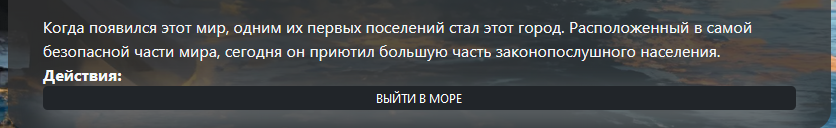 Когда появился этот мир, одним их первых поселений стал этот город. Расположенный в самой
безопасной части мира, сегодня он приютил большую часть законопослушного населения.
Действия:
ВЫЙТИ В МОРЕ